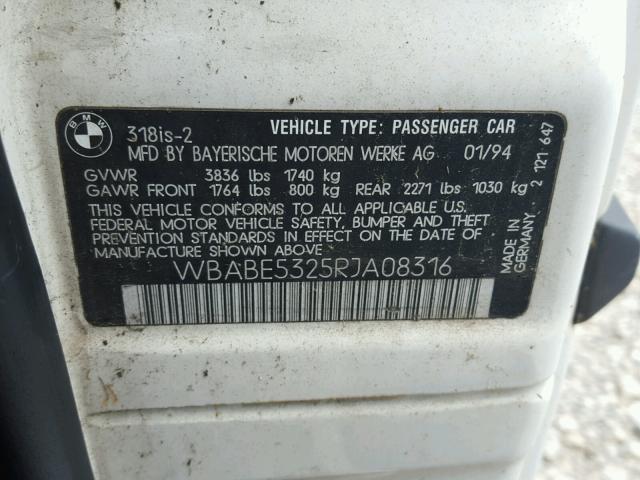 BMW
318is-2
VEHICLE TYPE: PASSENGER CAR
MFD BY BAYERISCHE MOTOREN WERKE AG 01/94
GVWR 3836 lbs 1740 kg
GAWR FRONT 1764 lbs 800 kg REAR 2271 lbs 1030 kg
THIS VEHICLE CONFORMS TO ALL APPLICABLE U.S.
FEDERAL MOTOR VEHICLE SAFETY, BUMPER AND THEFT
PREVENTION STANDARDS IN EFFECT ON THE DATE OF
MANUFACTURE SHOWN ABOVE.
WBABE5325RJA08316
MADE IN GERMANY
2 121 647